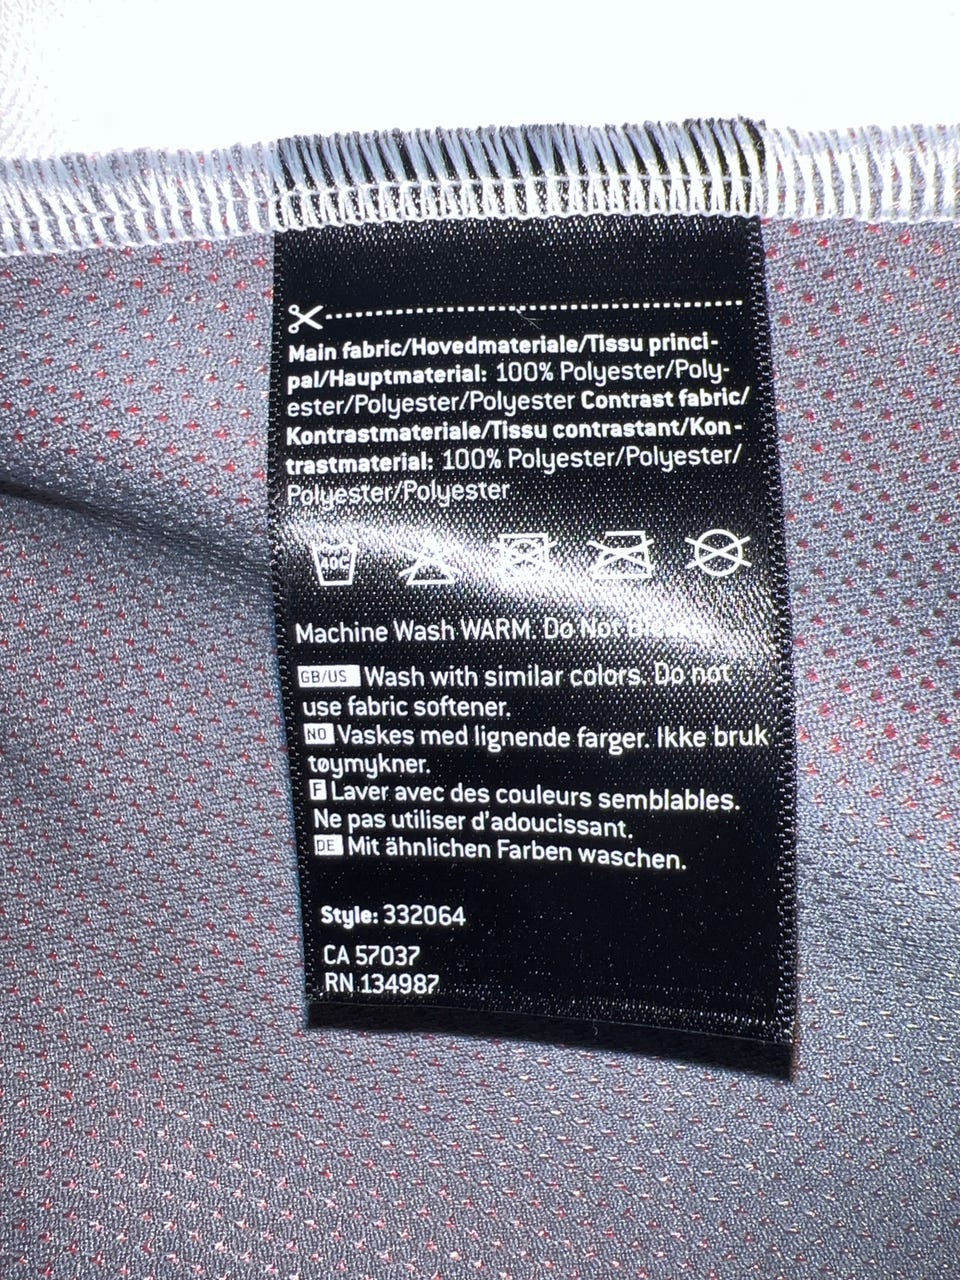 Main fabric/Hovedmateriale/Tissu princi-
pal/Hauptmaterial: 100% Polyester/Poly-
ester/Polyester/Polyester Contrast fabric/
Kontrastmateriale/Tissu contrastant/Kon-
trastmaterial: 100% Polyester/Polyester/
Polyester/Polyester
40C
Machine Wash WARM. Do Not
GB/US Wash with similar colors. Do not
use fabric softener.
NO Vaskes med lignende farger. Ikke bruk
tøymykner.
F Laver avec des couleurs semblables.
Ne pas utiliser d'adoucissant.
DE Mit ähnlichen Farben waschen.
Style: 332064
CA 57037
RN 134987